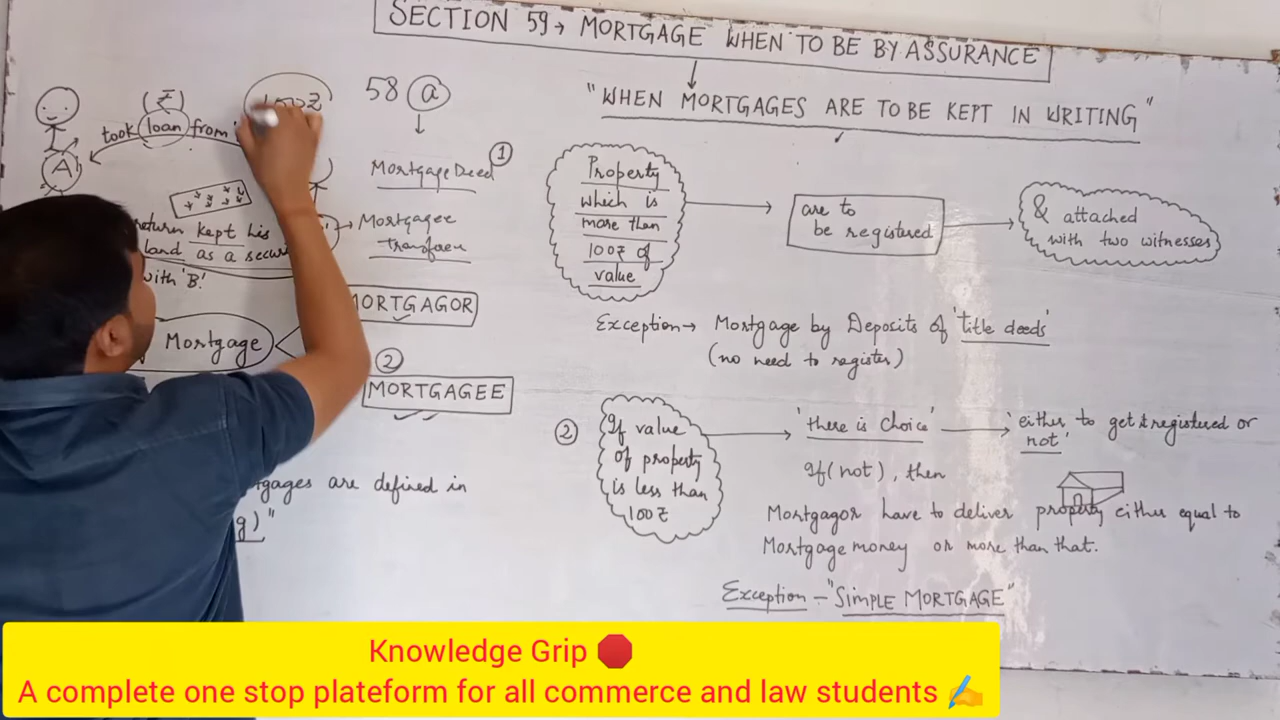 SECTION 59→ MORTGAGE WHEN TO BE BY ASSURANCE
"WHEN MORTGAGES ARE TO BE KEPT IN WRITING"
(₹)
took loan from
A
58 a
Mortgage Deed
1
return kept his
land as a security
with 'B'.
Mortgagee
Mortgage
MORTGAGOR
2
MORTGAGEE
mortgages are defined in
g)"
Property
which is
more than
100₹ of
value
are to
be registered
& attached
with two witnesses
Exception→ Mortgage by Deposits of 'title deeds'
(no need to register)
2
If value
of property
is less than
100₹
'there is choice'
'either to get it registered or
not'
If (not), then
Mortgagor have to deliver property either equal to
Mortgage money or more than that.
Exception - "SIMPLE MORTGAGE"
Knowledge Grip 🛑
A complete one stop plateform for all commerce and law students ✍️